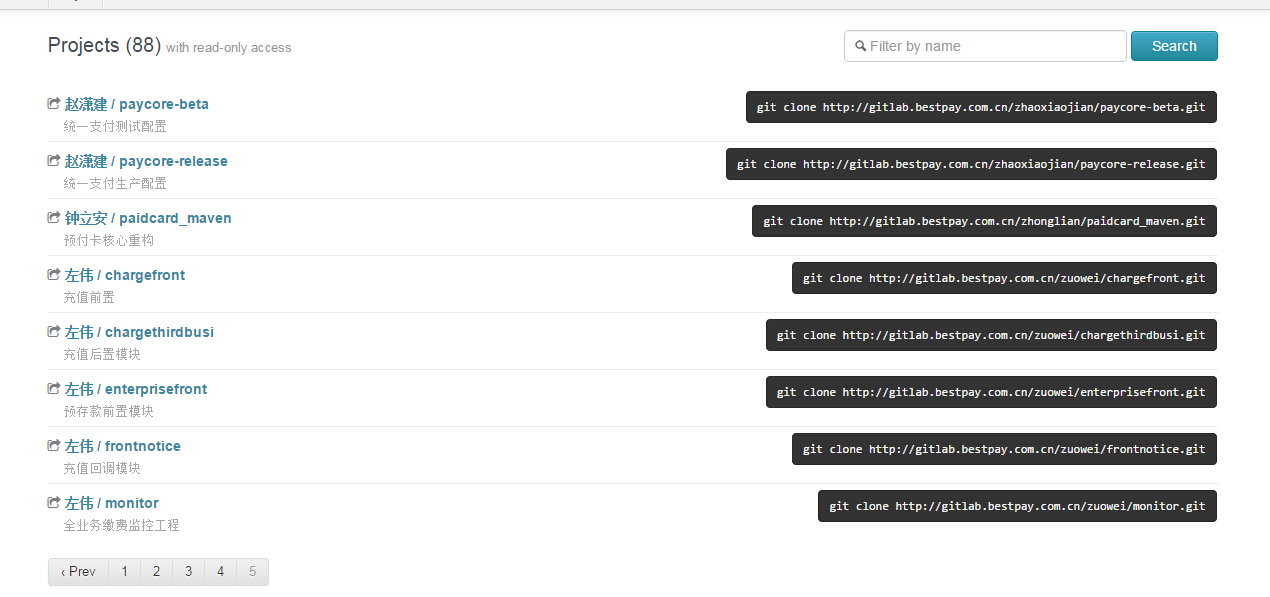 Projects (88) with read-only access
Filter by name
Search
赵潇建 / paycore-beta
git clone http://gitlab.bestpay.com.cn/zhaoxiaojian/paycore-beta.git
统一支付测试配置
赵潇建 / paycore-release
git clone http://gitlab.bestpay.com.cn/zhaoxiaojian/paycore-release.git
统一支付生产配置
钟立安 / paidcard_maven
git clone http://gitlab.bestpay.com.cn/zhonglian/paidcard_maven.git
预付卡核心重构
左伟 / chargefront
git clone http://gitlab.bestpay.com.cn/zuowei/chargefront.git
充值前置
左伟 / chargethirdbusi
git clone http://gitlab.bestpay.com.cn/zuowei/chargethirdbusi.git
充值后置模块
左伟 / enterprisefront
git clone http://gitlab.bestpay.com.cn/zuowei/enterprisefront.git
预存款前置模块
左伟 / frontnotice
git clone http://gitlab.bestpay.com.cn/zuowei/frontnotice.git
充值回调模块
左伟 / monitor
git clone http://gitlab.bestpay.com.cn/zuowei/monitor.git
全业务缴费监控工程
‹ Prev 1 2 3 4 5